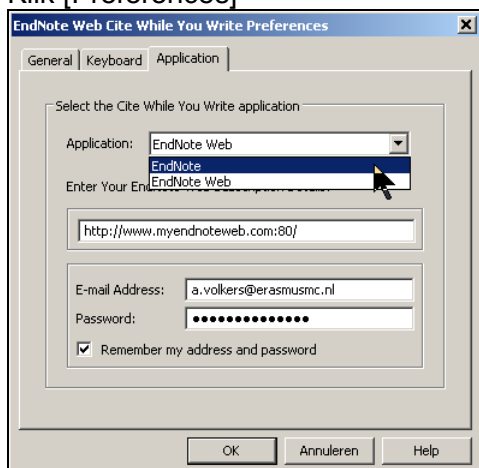 Klik [Preferences]
EndNote Web Cite While You Write Preferences
General Keyboard Application
Select the Cite While You Write application
Application: EndNote Web
EndNote
EndNote Web
Enter Your En
http://www.myendnoteweb.com:80/
E-mail Address: a.volkers@erasmusmc.nl
Password: ●●●●●●●●●●●●●●
Remember my address and password
OK Annuleren Help